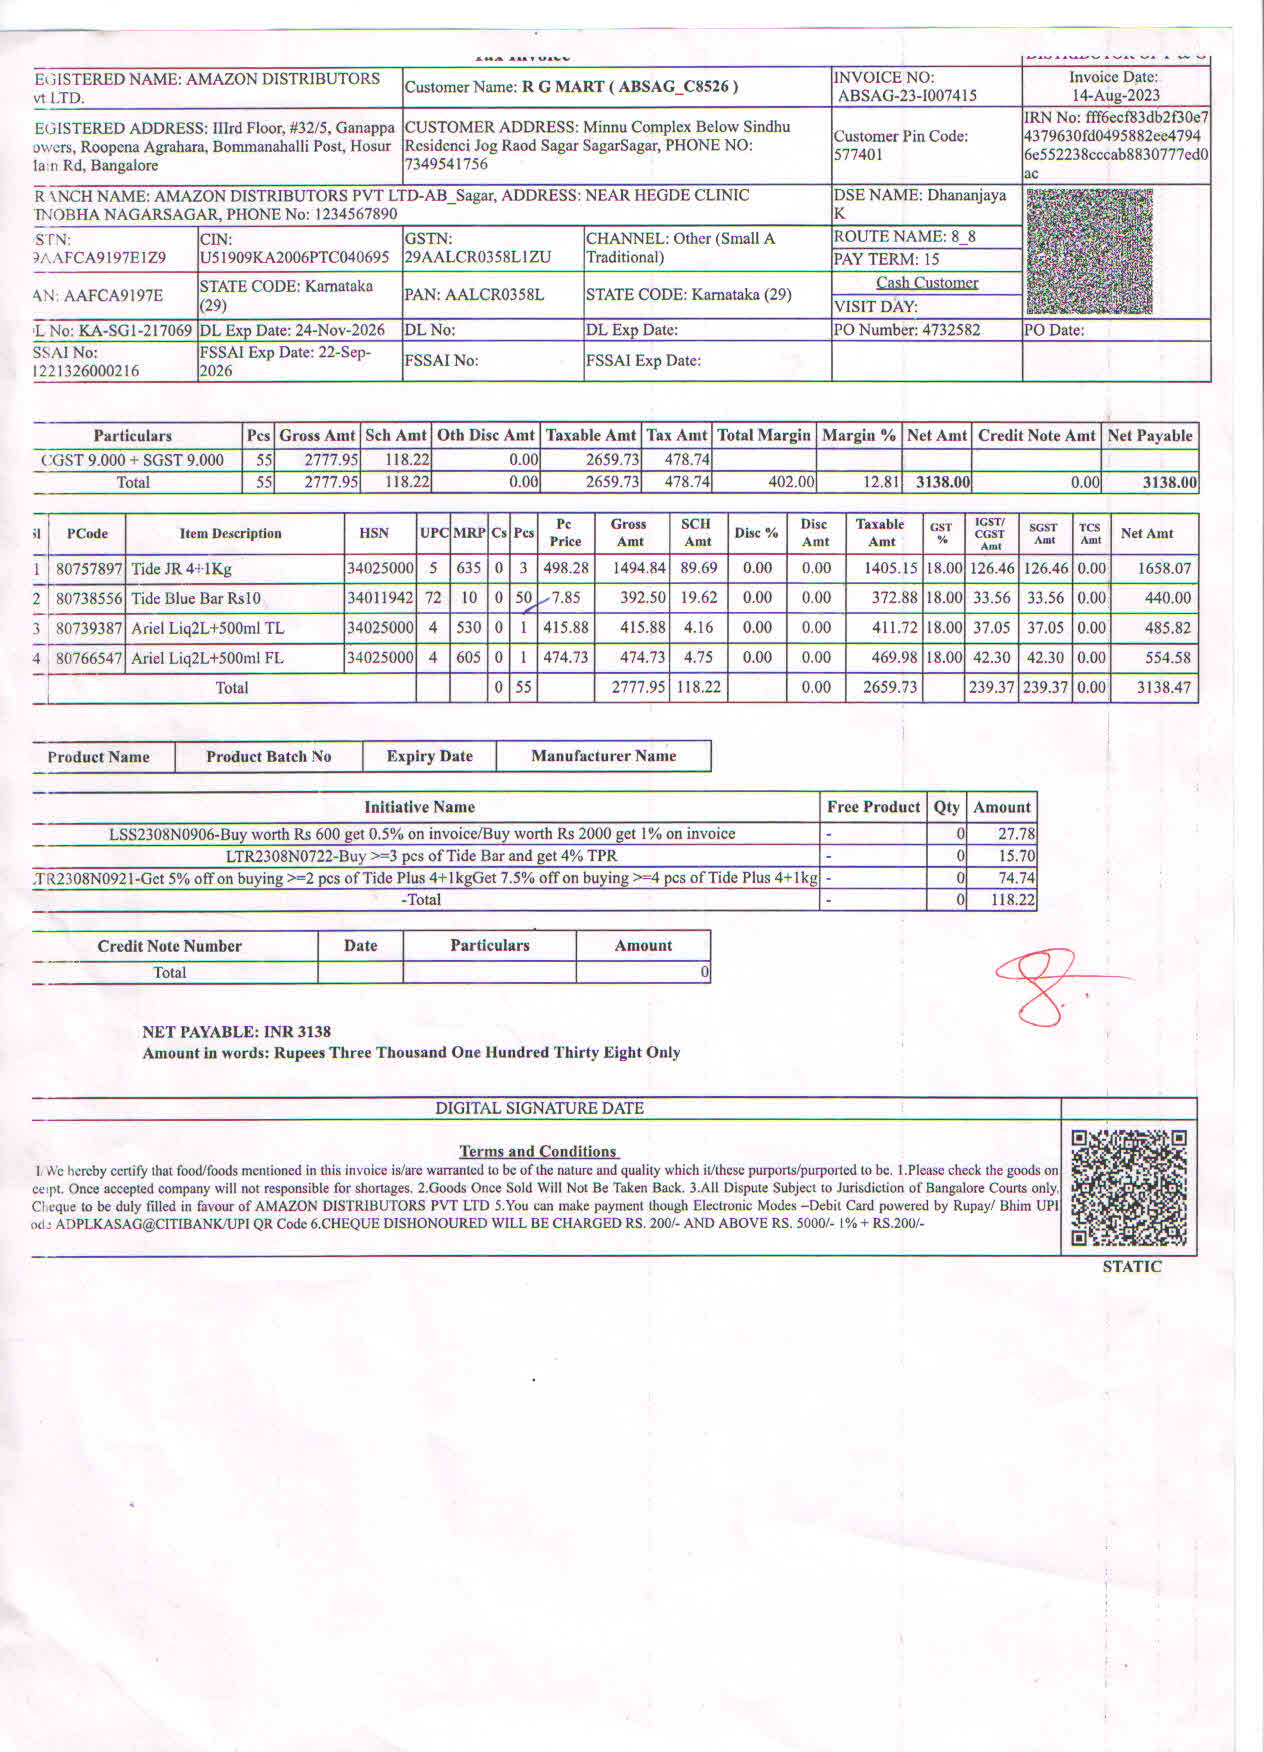 Tax Invoice
DISTRIBUTOR OF P & G
EGISTERED NAME: AMAZON DISTRIBUTORS
vt LTD.
Customer Name: R G MART ( ABSAG_C8526 )
INVOICE NO:
ABSAG-23-I007415
Invoice Date:
14-Aug-2023
EGISTERED ADDRESS: IIIrd Floor, #32/5, Ganappa
owers, Roopena Agrahara, Bommanahalli Post, Hosur
lain Rd, Bangalore
CUSTOMER ADDRESS: Minnu Complex Below Sindhu
Residenci Jog Raod Sagar SagarSagar, PHONE NO:
7349541756
Customer Pin Code:
577401
IRN No: fff6ecf83db2f30e7
4379630fd0495882ee4794
6e552238cccab8830777ed0
ac
RANCH NAME: AMAZON DISTRIBUTORS PVT LTD-AB_Sagar, ADDRESS: NEAR HEGDE CLINIC
INOBHA NAGARSAGAR, PHONE No: 1234567890
DSE NAME: Dhananjaya
K
STN:
9AAFCA9197E1Z9
CIN:
U51909KA2006PTC040695
GSTN:
29AALCR0358L1ZU
CHANNEL: Other (Small A
Traditional)
ROUTE NAME: 8_8
PAY TERM: 15
AN: AAFCA9197E
STATE CODE: Karnataka
(29)
PAN: AALCR0358L
STATE CODE: Karnataka (29)
Cash Customer
VISIT DAY:
L No: KA-SG1-217069 DL Exp Date: 24-Nov-2026 DL No: DL Exp Date: PO Number: 4732582 PO Date:
SSAI No:
1221326000216
FSSAI Exp Date: 22-Sep-
2026
FSSAI No:
FSSAI Exp Date:
Particulars Pcs Gross Amt Sch Amt Oth Disc Amt Taxable Amt Tax Amt Total Margin Margin % Net Amt Credit Note Amt Net Payable
CGST 9.000 + SGST 9.000 55 2777.95 118.22 0.00 2659.73 478.74
Total 55 2777.95 118.22 0.00 2659.73 478.74 402.00 12.81 3138.00 0.00 3138.00
Sl PCode Item Description HSN UPC MRP Cs Pcs Pc Price Gross Amt SCH Amt Disc % Disc Amt Taxable Amt GST % IGST/ CGST Amt SGST Amt TCS Amt Net Amt
1 80757897 Tide JR 4+1Kg 34025000 5 635 0 3 498.28 1494.84 89.69 0.00 0.00 1405.15 18.00 126.46 126.46 0.00 1658.07
2 80738556 Tide Blue Bar Rs10 34011942 72 10 0 50 7.85 392.50 19.62 0.00 0.00 372.88 18.00 33.56 33.56 0.00 440.00
3 80739387 Ariel Liq2L+500ml TL 34025000 4 530 0 1 415.88 415.88 4.16 0.00 0.00 411.72 18.00 37.05 37.05 0.00 485.82
4 80766547 Ariel Liq2L+500ml FL 34025000 4 605 0 1 474.73 474.73 4.75 0.00 0.00 469.98 18.00 42.30 42.30 0.00 554.58
Total 0 55 2777.95 118.22 0.00 2659.73 239.37 239.37 0.00 3138.47
Product Name Product Batch No Expiry Date Manufacturer Name
Initiative Name Free Product Qty Amount
LSS2308N0906-Buy worth Rs 600 get 0.5% on invoice/Buy worth Rs 2000 get 1% on invoice - 0 27.78
LTR2308N0722-Buy >=3 pcs of Tide Bar and get 4% TPR - 0 15.70
TR2308N0921-Get 5% off on buying >=2 pcs of Tide Plus 4+1kgGet 7.5% off on buying >=4 pcs of Tide Plus 4+1kg - 0 74.74
-Total - 0 118.22
Credit Note Number Date Particulars Amount
Total 0
NET PAYABLE: INR 3138
Amount in words: Rupees Three Thousand One Hundred Thirty Eight Only
DIGITAL SIGNATURE DATE
Terms and Conditions
I/We hereby certify that food/foods mentioned in this invoice is/are warranted to be of the nature and quality which it/these purports/purported to be. 1.Please check the goods on
ceipt. Once accepted company will not responsible for shortages. 2.Goods Once Sold Will Not Be Taken Back. 3.All Dispute Subject to Jurisdiction of Bangalore Courts only.
Cheque to be duly filled in favour of AMAZON DISTRIBUTORS PVT LTD 5.You can make payment though Electronic Modes –Debit Card powered by Rupay/ Bhim UPI
od: ADPLKASAG@CITIBANK/UPI QR Code 6.CHEQUE DISHONOURED WILL BE CHARGED RS. 200/- AND ABOVE RS. 5000/- 1% + RS.200/-
STATIC